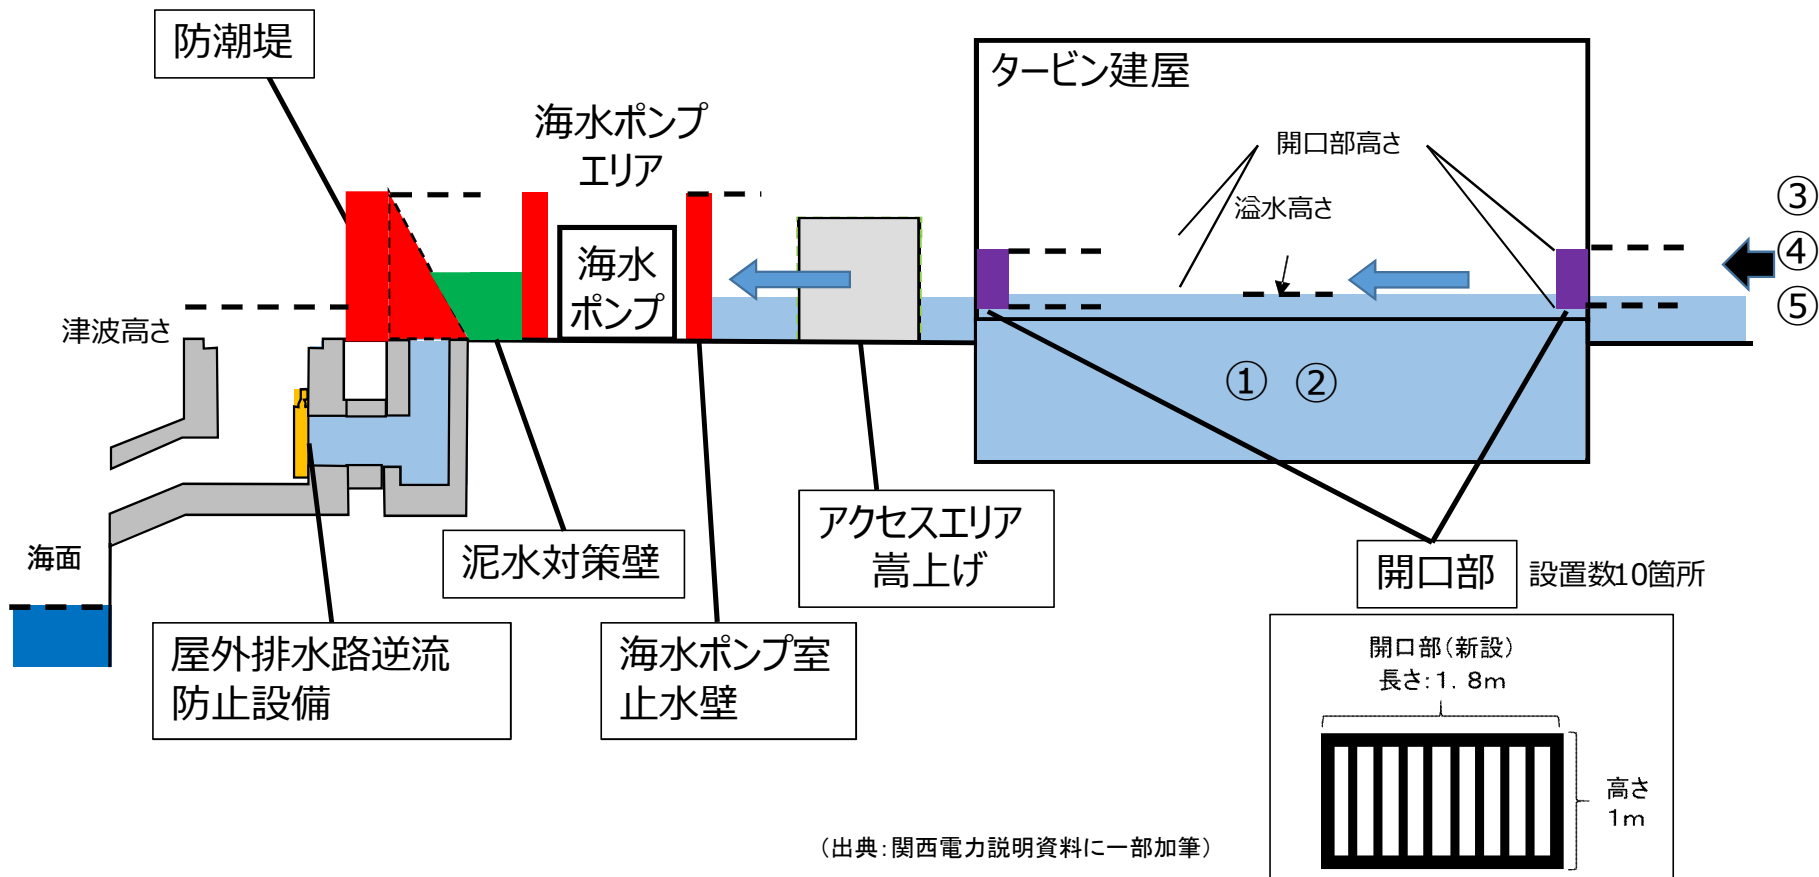 防潮堤
タービン建屋
海水ポンプ
エリア
開口部高さ
溢水高さ
③
④
⑤
海水
ポンプ
津波高さ
① ②
海面
泥水対策壁
アクセスエリア
嵩上げ
開口部
設置数10箇所
屋外排水路逆流
防止設備
海水ポンプ室
止水壁
開口部(新設)
長さ:1.8m
高さ
1m
(出典:関西電力説明資料に一部加筆)